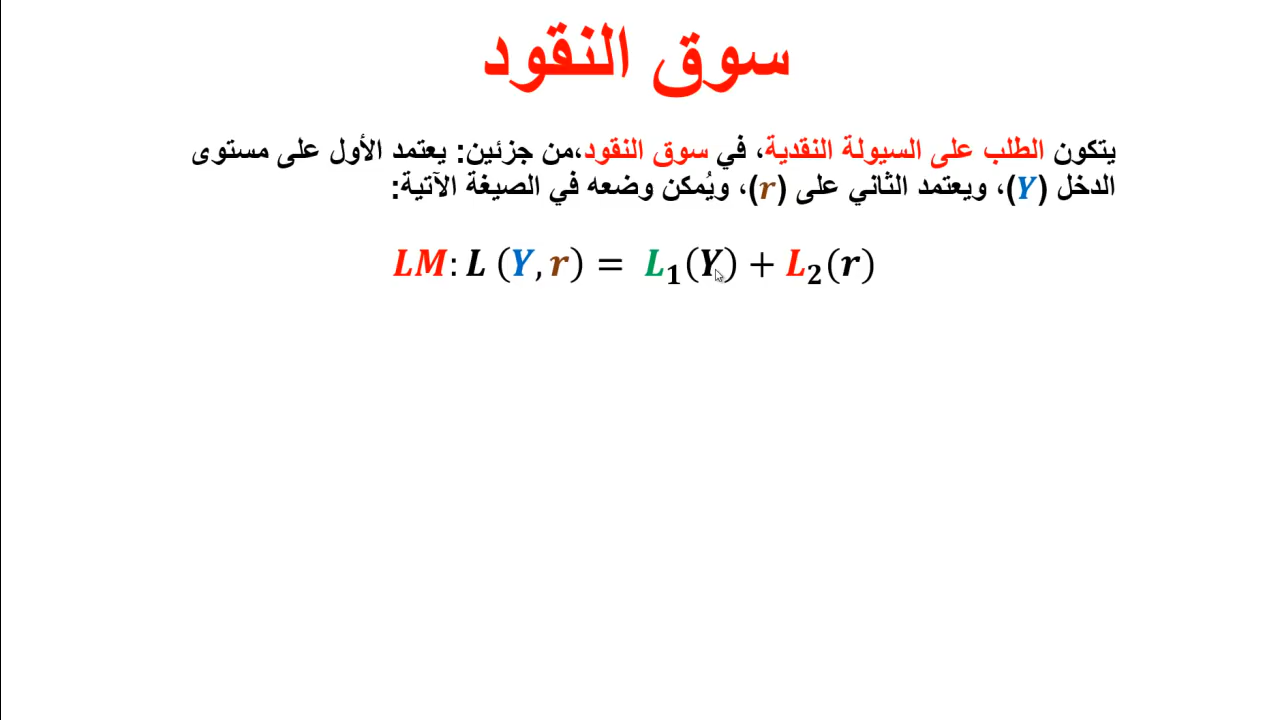 سوق النقود
يتكون الطلب على السيولة النقدية، في سوق النقود،من جزئين: يعتمد الأول على مستوى
الدخل (Y)، ويعتمد الثاني على (r)، ويُمكن وضعه في الصيغة الآتية:
LM: L (Y, r) = L₁(Y) + L₂(r)